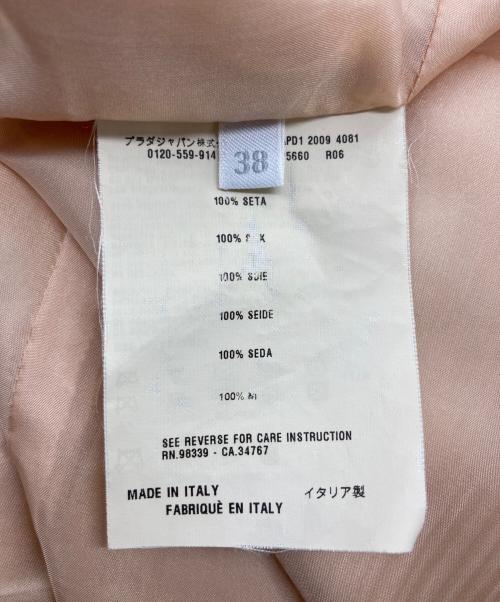 プラダジャパン株式 PD1 2009 4081
0120-559-914 5660 R06
38
100% SETA
100% S K
100% SOIE
100% SEIDE
100% SEDA
100%
SEE REVERSE FOR CARE INSTRUCTION
RN.98339 - CA.34767
MADE IN ITALY イタリア製
FABRIQUÈ EN ITALY